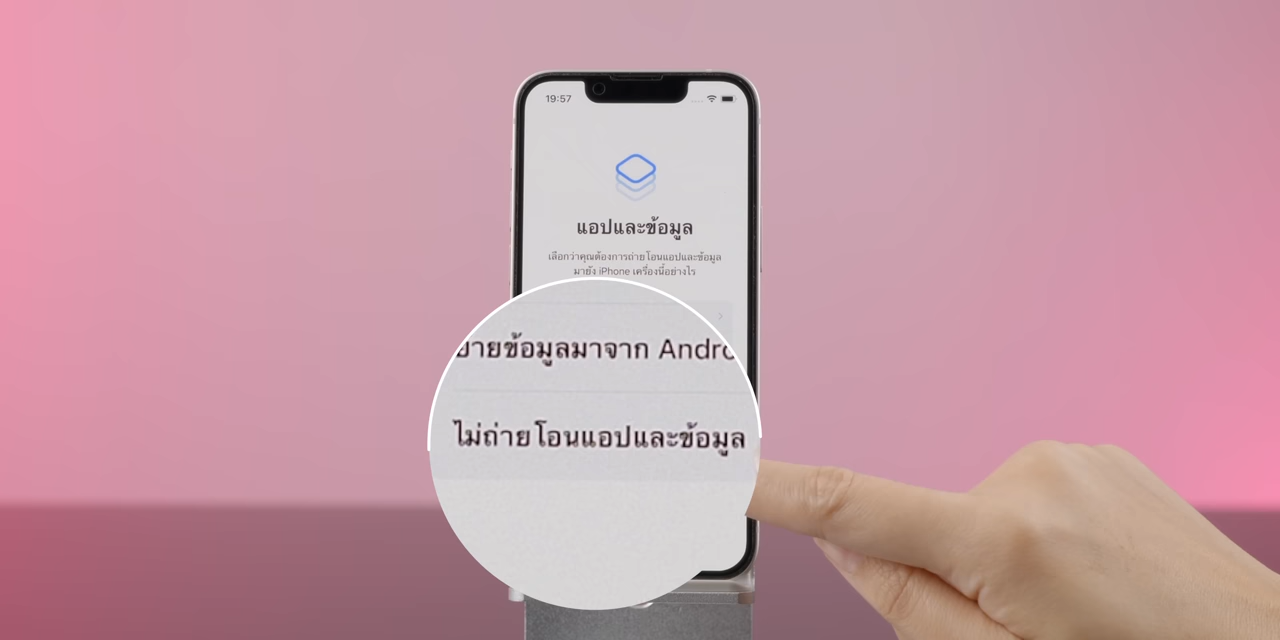 19:57
แอปและข้อมูล
เลือกว่าคุณต้องการถ่ายโอนแอปและข้อมูล
มายัง iPhone เครื่องนี้อย่างไร
ข้อมูลมาจาก
ไม่ถ่ายโอนแอปและข้อมูล